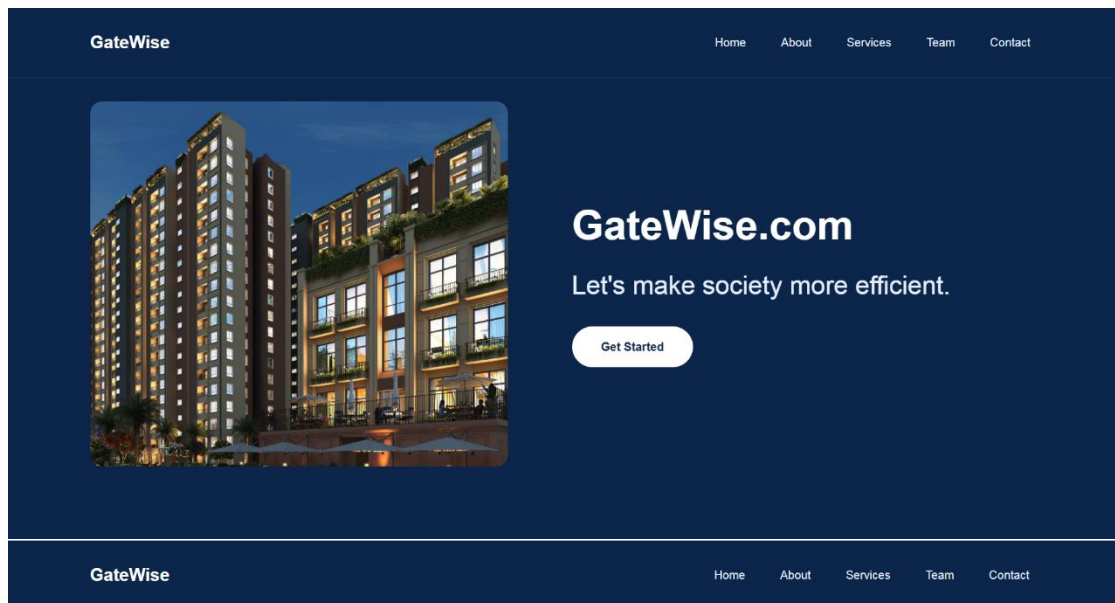 GateWise Home About Services Team Contact
GateWise.com
Let's make society more efficient.
Get Started
GateWise Home About Services Team Contact